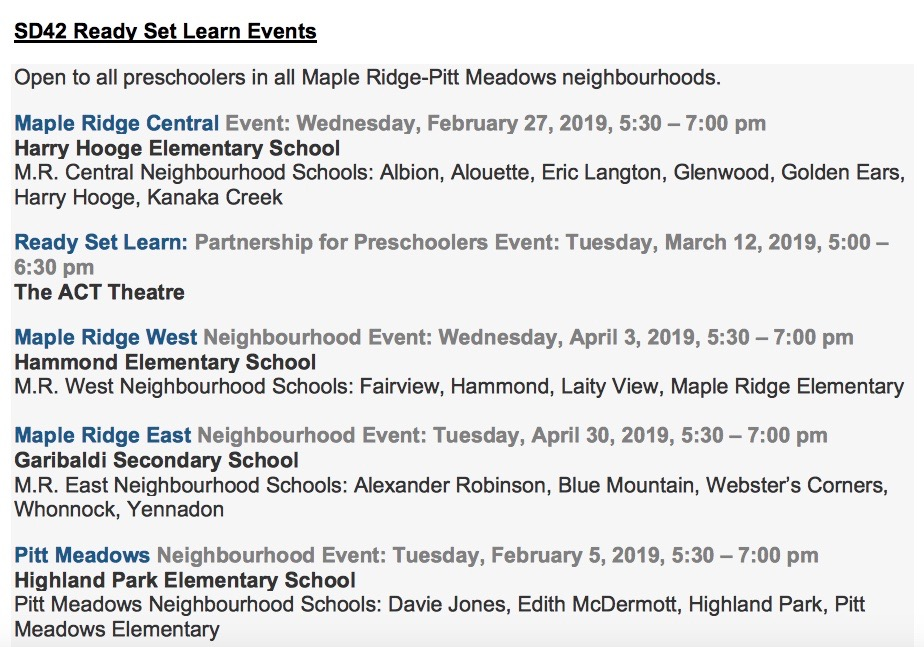 SD42 Ready Set Learn Events
Open to all preschoolers in all Maple Ridge-Pitt Meadows neighbourhoods.
Maple Ridge Central Event: Wednesday, February 27, 2019, 5:30 – 7:00 pm
Harry Hooge Elementary School
M.R. Central Neighbourhood Schools: Albion, Alouette, Eric Langton, Glenwood, Golden Ears,
Harry Hooge, Kanaka Creek
Ready Set Learn: Partnership for Preschoolers Event: Tuesday, March 12, 2019, 5:00 –
6:30 pm
The ACT Theatre
Maple Ridge West Neighbourhood Event: Wednesday, April 3, 2019, 5:30 – 7:00 pm
Hammond Elementary School
M.R. West Neighbourhood Schools: Fairview, Hammond, Laity View, Maple Ridge Elementary
Maple Ridge East Neighbourhood Event: Tuesday, April 30, 2019, 5:30 – 7:00 pm
Garibaldi Secondary School
M.R. East Neighbourhood Schools: Alexander Robinson, Blue Mountain, Webster’s Corners,
Whonnock, Yennadon
Pitt Meadows Neighbourhood Event: Tuesday, February 5, 2019, 5:30 – 7:00 pm
Highland Park Elementary School
Pitt Meadows Neighbourhood Schools: Davie Jones, Edith McDermott, Highland Park, Pitt
Meadows Elementary